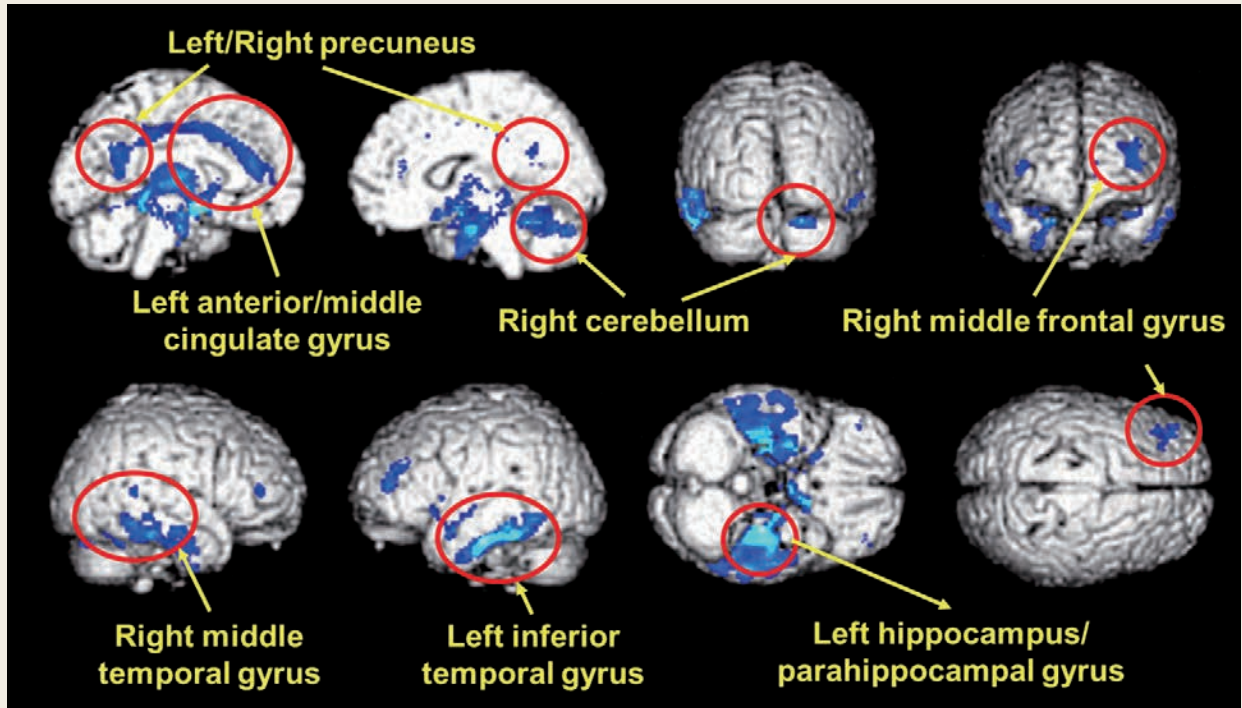 Left/Right precuneus
Left anterior/middle
cingulate gyrus
Right cerebellum
Right middle frontal gyrus
Right middle
temporal gyrus
Left inferior
temporal gyrus
Left hippocampus/
parahippocampal gyrus